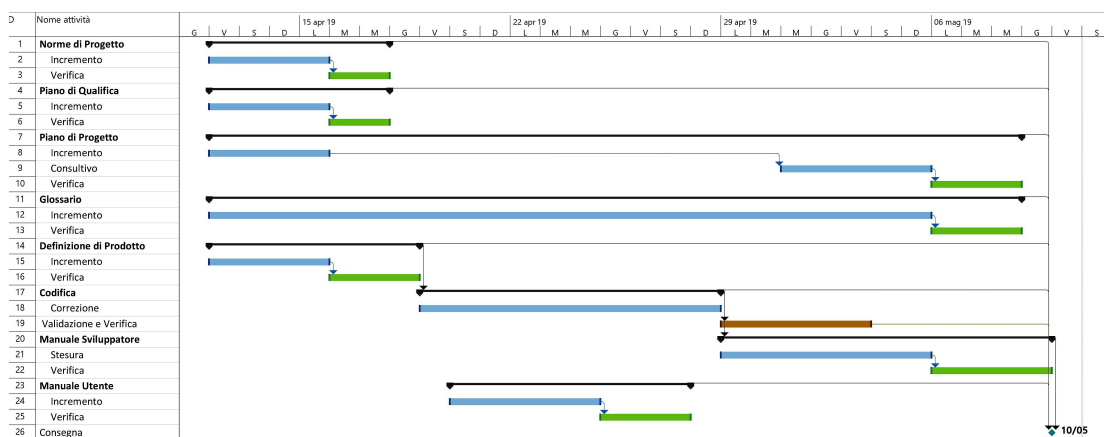 D Nome attività 15 apr 19 22 apr 19 29 apr 19 06 mag 19
G V S D L M M G V S D L M M G V S D L M M G V S D L M M G V S
1 Norme di Progetto
2 Incremento
3 Verifica
4 Piano di Qualifica
5 Incremento
6 Verifica
7 Piano di Progetto
8 Incremento
9 Consultivo
10 Verifica
11 Glossario
12 Incremento
13 Verifica
14 Definizione di Prodotto
15 Incremento
16 Verifica
17 Codifica
18 Correzione
19 Validazione e Verifica
20 Manuale Sviluppatore
21 Stesura
22 Verifica
23 Manuale Utente
24 Incremento
25 Verifica
26 Consegna 10/05